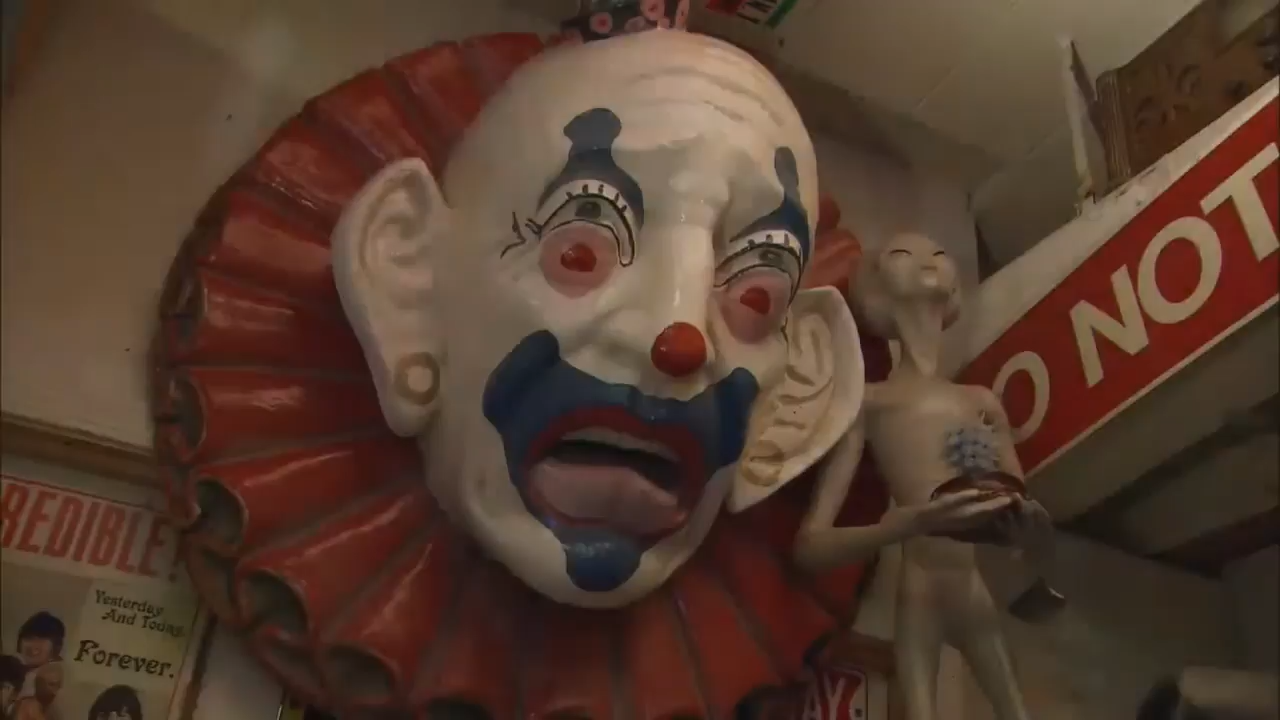 O NOT
REDIBLE!
Yesterday
And Today
Forever.
AY!